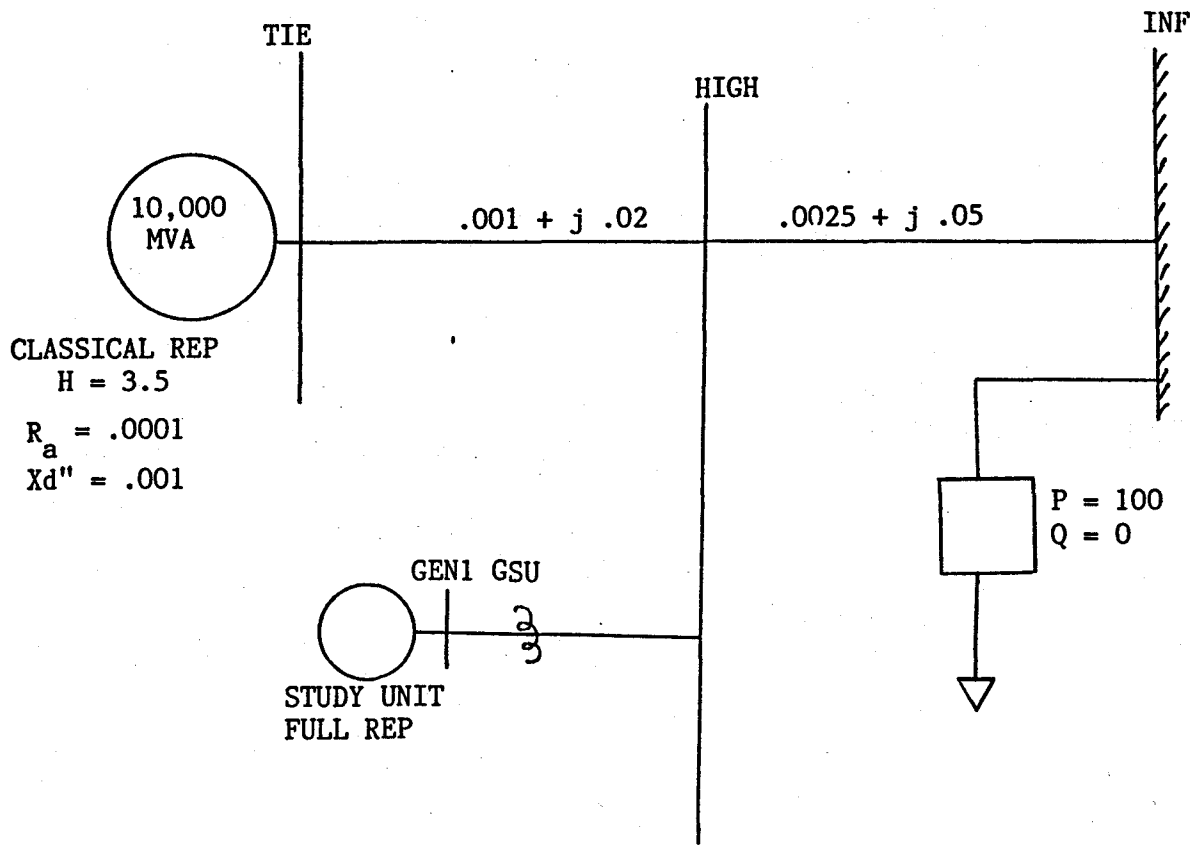 TIE
INF
HIGH
10,000
MVA
.001 + j .02
.0025 + j .05
CLASSICAL REP
H = 3.5
Ra = .0001
Xd" = .001
P = 100
Q = 0
GEN1 GSU
STUDY UNIT
FULL REP